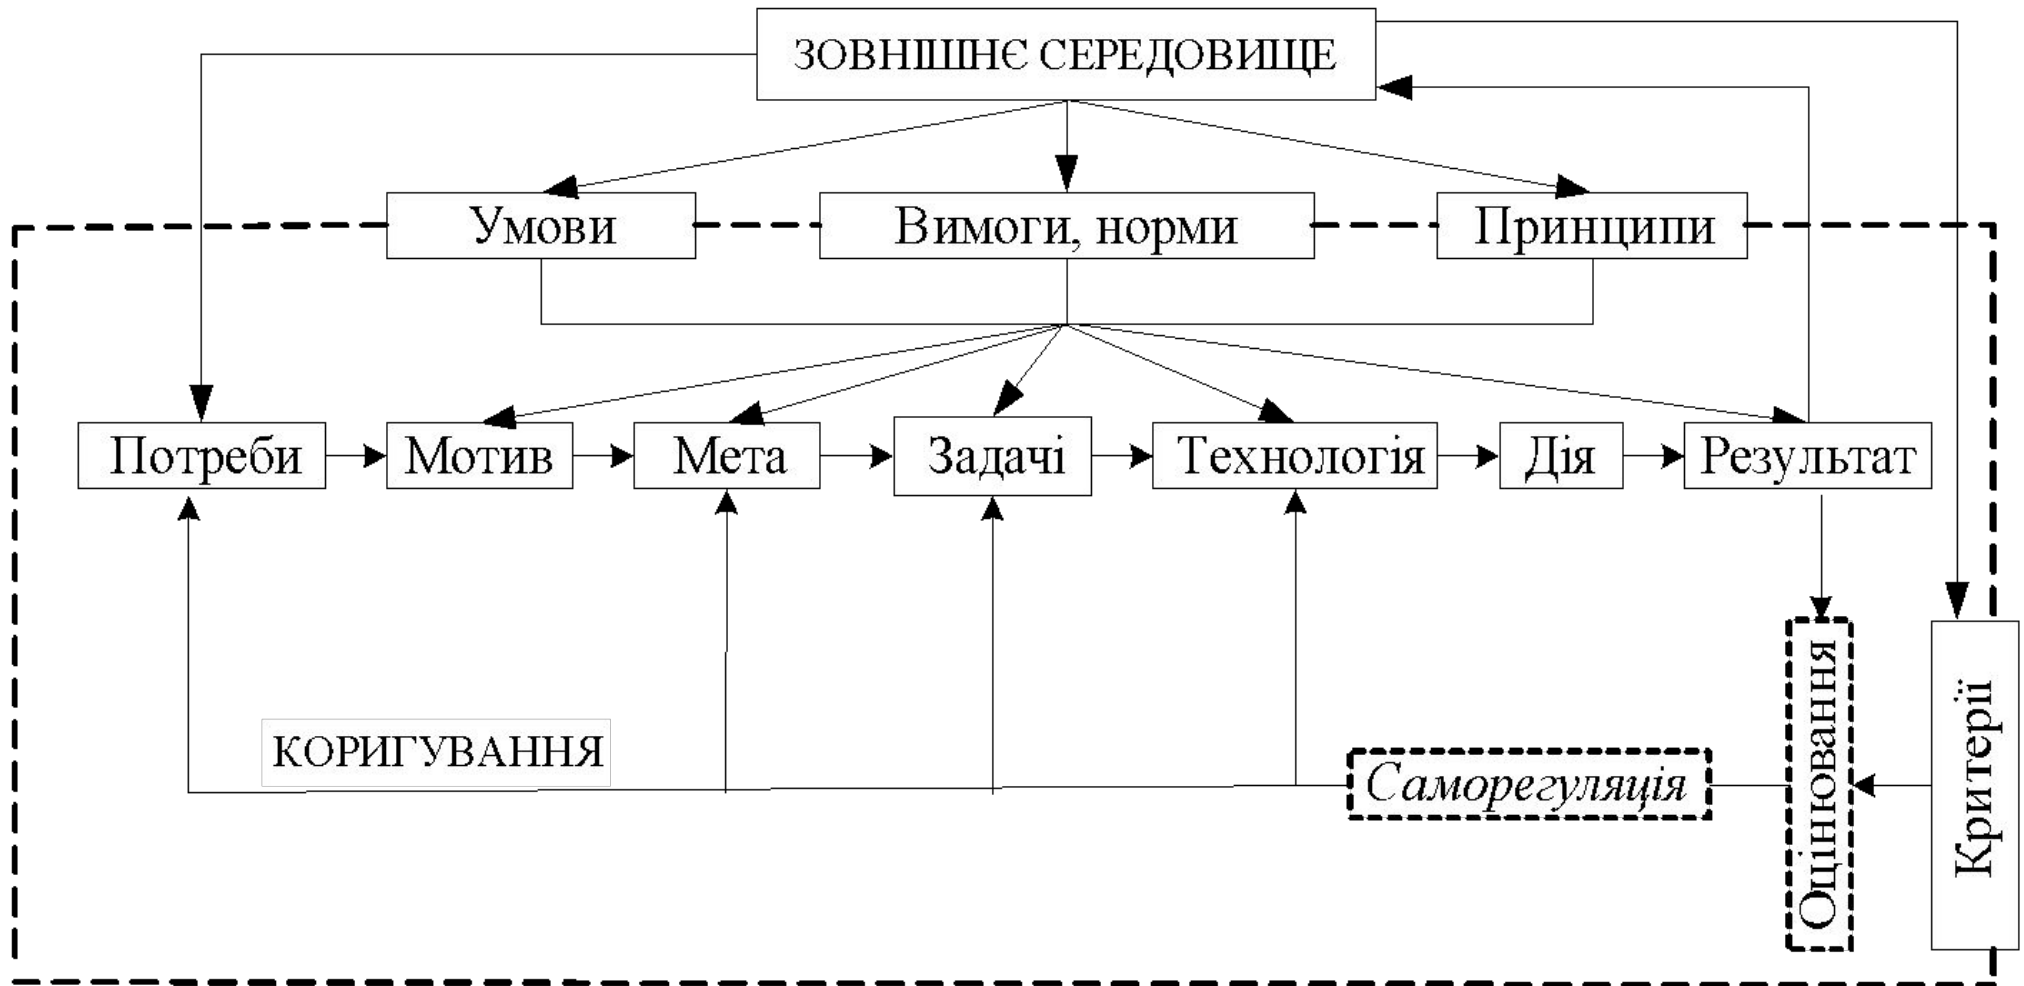 ЗОВНІШНЄ СЕРЕДОВИЩЕ
Умови
Вимоги, норми
Принципи
Потреби
Мотив
Мета
Задачі
Технологія
Дія
Результат
КОРИГУВАННЯ
Саморегуляція
Оцінювання
Критерії